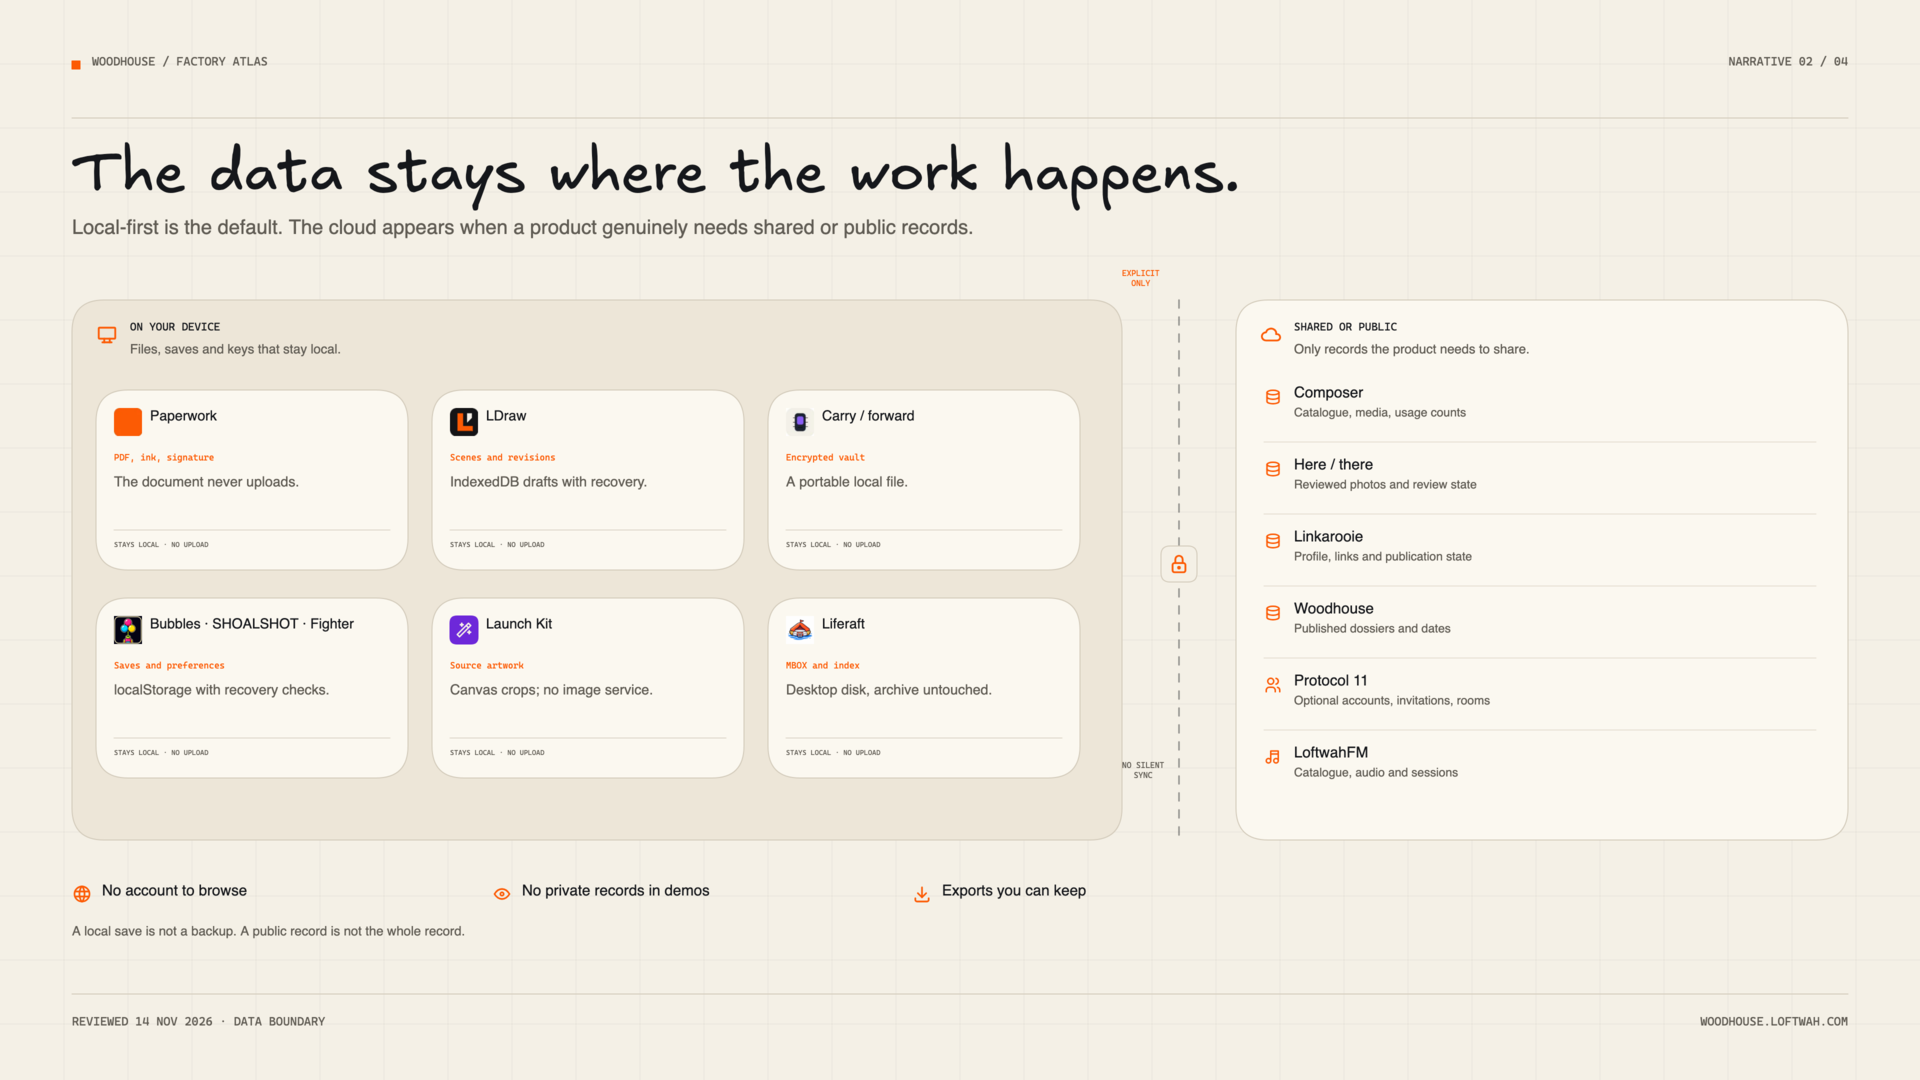 WOODHOUSE / FACTORY ATLAS
NARRATIVE 02 / 04
The data stays where the work happens.
Local-first is the default. The cloud appears when a product genuinely needs shared or public records.
EXPLICIT
ONLY
ON YOUR DEVICE
Files, saves and keys that stay local.
Paperwork
PDF, ink, signature
The document never uploads.
STAYS LOCAL · NO UPLOAD
LDraw
Scenes and revisions
IndexedDB drafts with recovery.
STAYS LOCAL · NO UPLOAD
Carry / forward
Encrypted vault
A portable local file.
STAYS LOCAL · NO UPLOAD
Bubbles · SHOALSHOT · Fighter
Saves and preferences
localStorage with recovery checks.
STAYS LOCAL · NO UPLOAD
Launch Kit
Source artwork
Canvas crops; no image service.
STAYS LOCAL · NO UPLOAD
Liferaft
MBOX and index
Desktop disk, archive untouched.
STAYS LOCAL · NO UPLOAD
NO SILENT
SYNC
SHARED OR PUBLIC
Only records the product needs to share.
Composer
Catalogue, media, usage counts
Here / there
Reviewed photos and review state
Linkarooie
Profile, links and publication state
Woodhouse
Published dossiers and dates
Protocol 11
Optional accounts, invitations, rooms
LoftwahFM
Catalogue, audio and sessions
No account to browse
No private records in demos
Exports you can keep
A local save is not a backup. A public record is not the whole record.
REVIEWED 14 NOV 2026 · DATA BOUNDARY
WOODHOUSE.LOFTWAH.COM